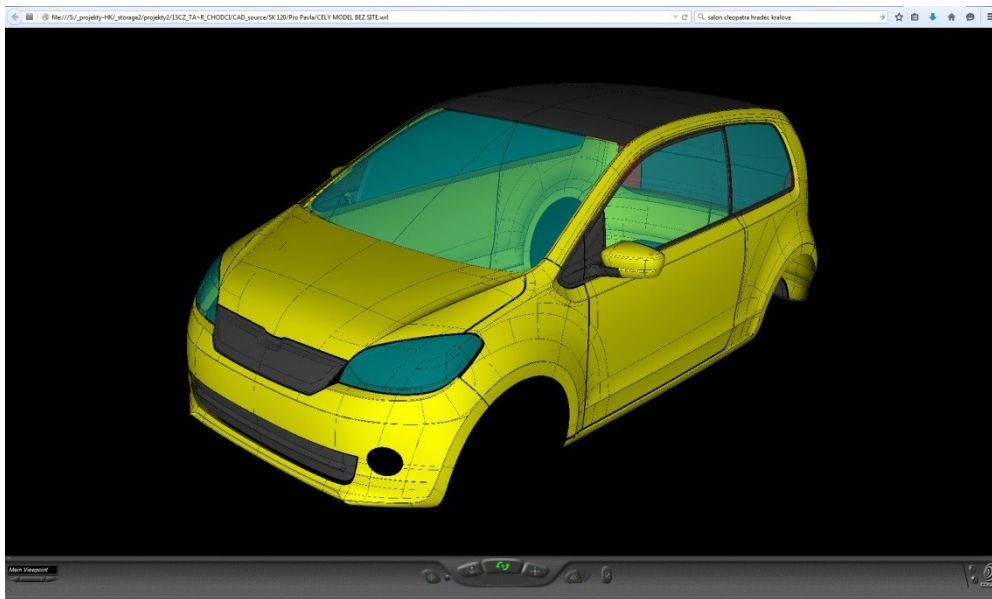 file:///S:/_projekty-HK/_storage2/projekty2/13CZ_TA~R_CHODCI/CAD_source/SK 120/Pro Pavla/CELY MODEL BEZ SITE.wrl
salon cleopatra hradec kralove
Main Viewpoint